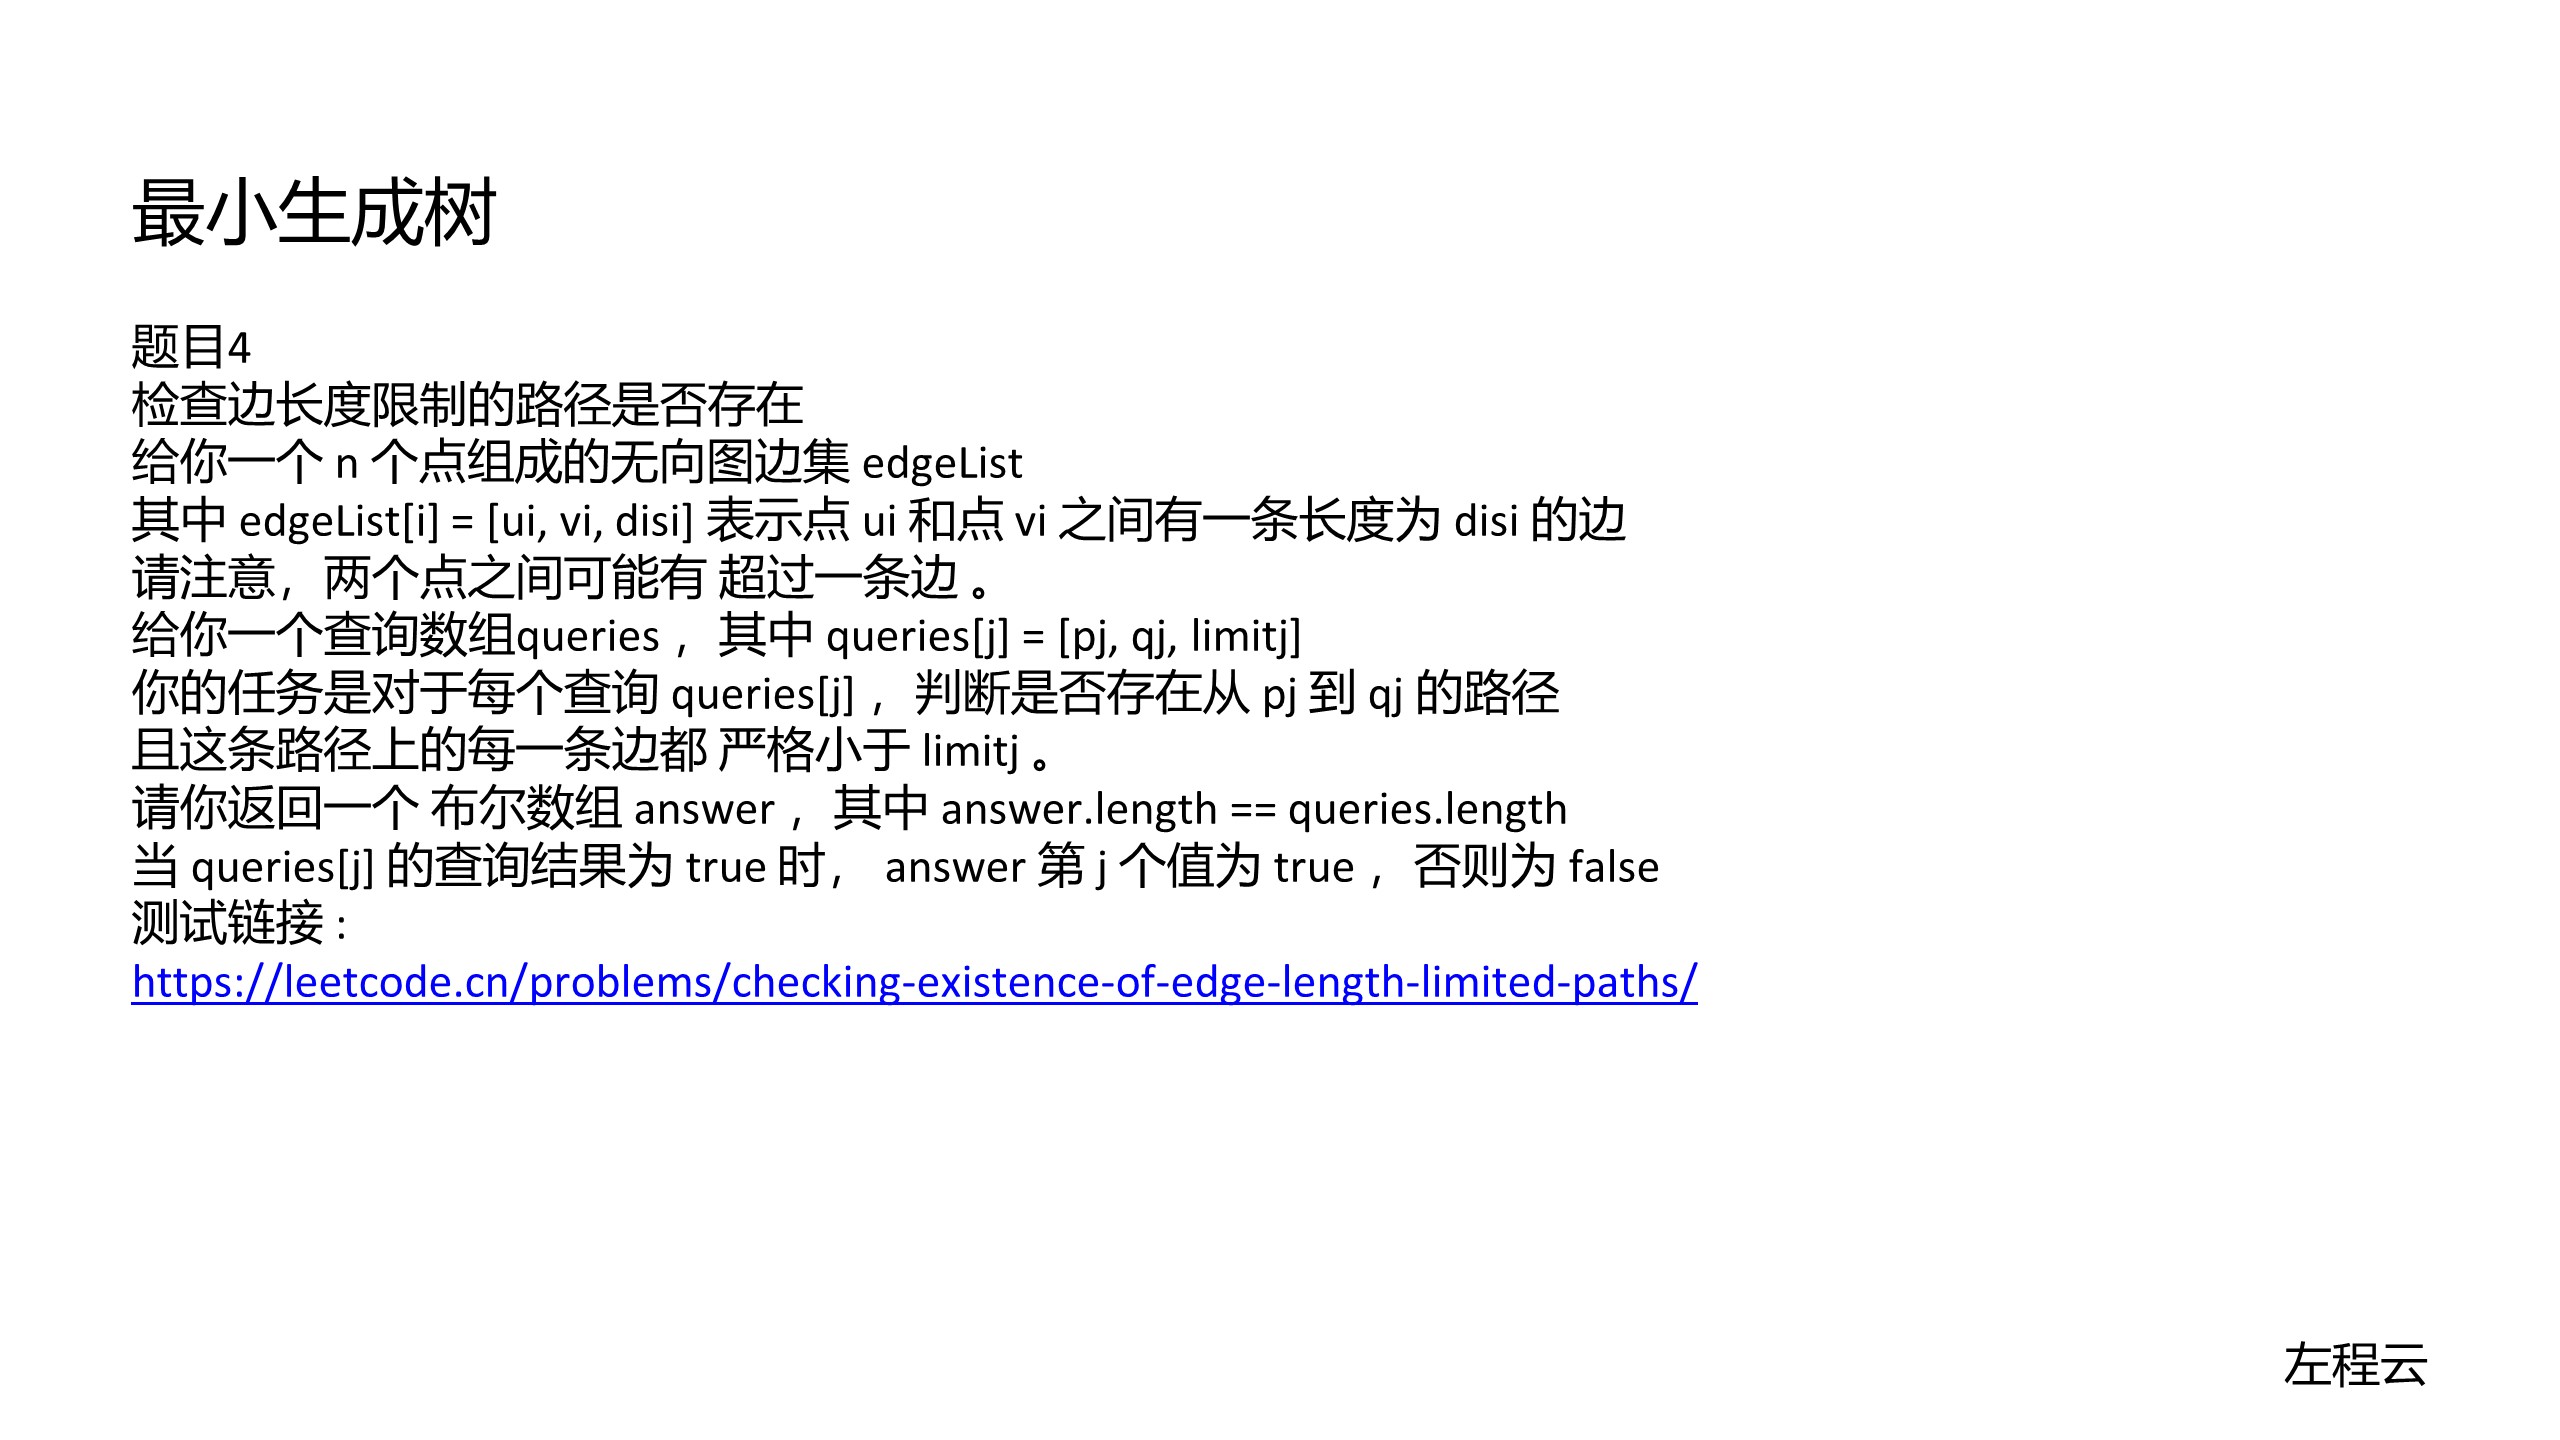 最小生成树
题目4
检查边长度限制的路径是否存在
给你一个 n 个点组成的无向图边集 edgeList
其中 edgeList[i] = [ui, vi, disi] 表示点 ui 和点 vi 之间有一条长度为 disi 的边
请注意，两个点之间可能有 超过一条边 。
给你一个查询数组queries ，其中 queries[j] = [pj, qj, limitj]
你的任务是对于每个查询 queries[j] ，判断是否存在从 pj 到 qj 的路径
且这条路径上的每一条边都 严格小于 limitj 。
请你返回一个 布尔数组 answer ，其中 answer.length == queries.length
当 queries[j] 的查询结果为 true 时， answer 第 j 个值为 true ，否则为 false
测试链接 :
https://leetcode.cn/problems/checking-existence-of-edge-length-limited-paths/
左程云